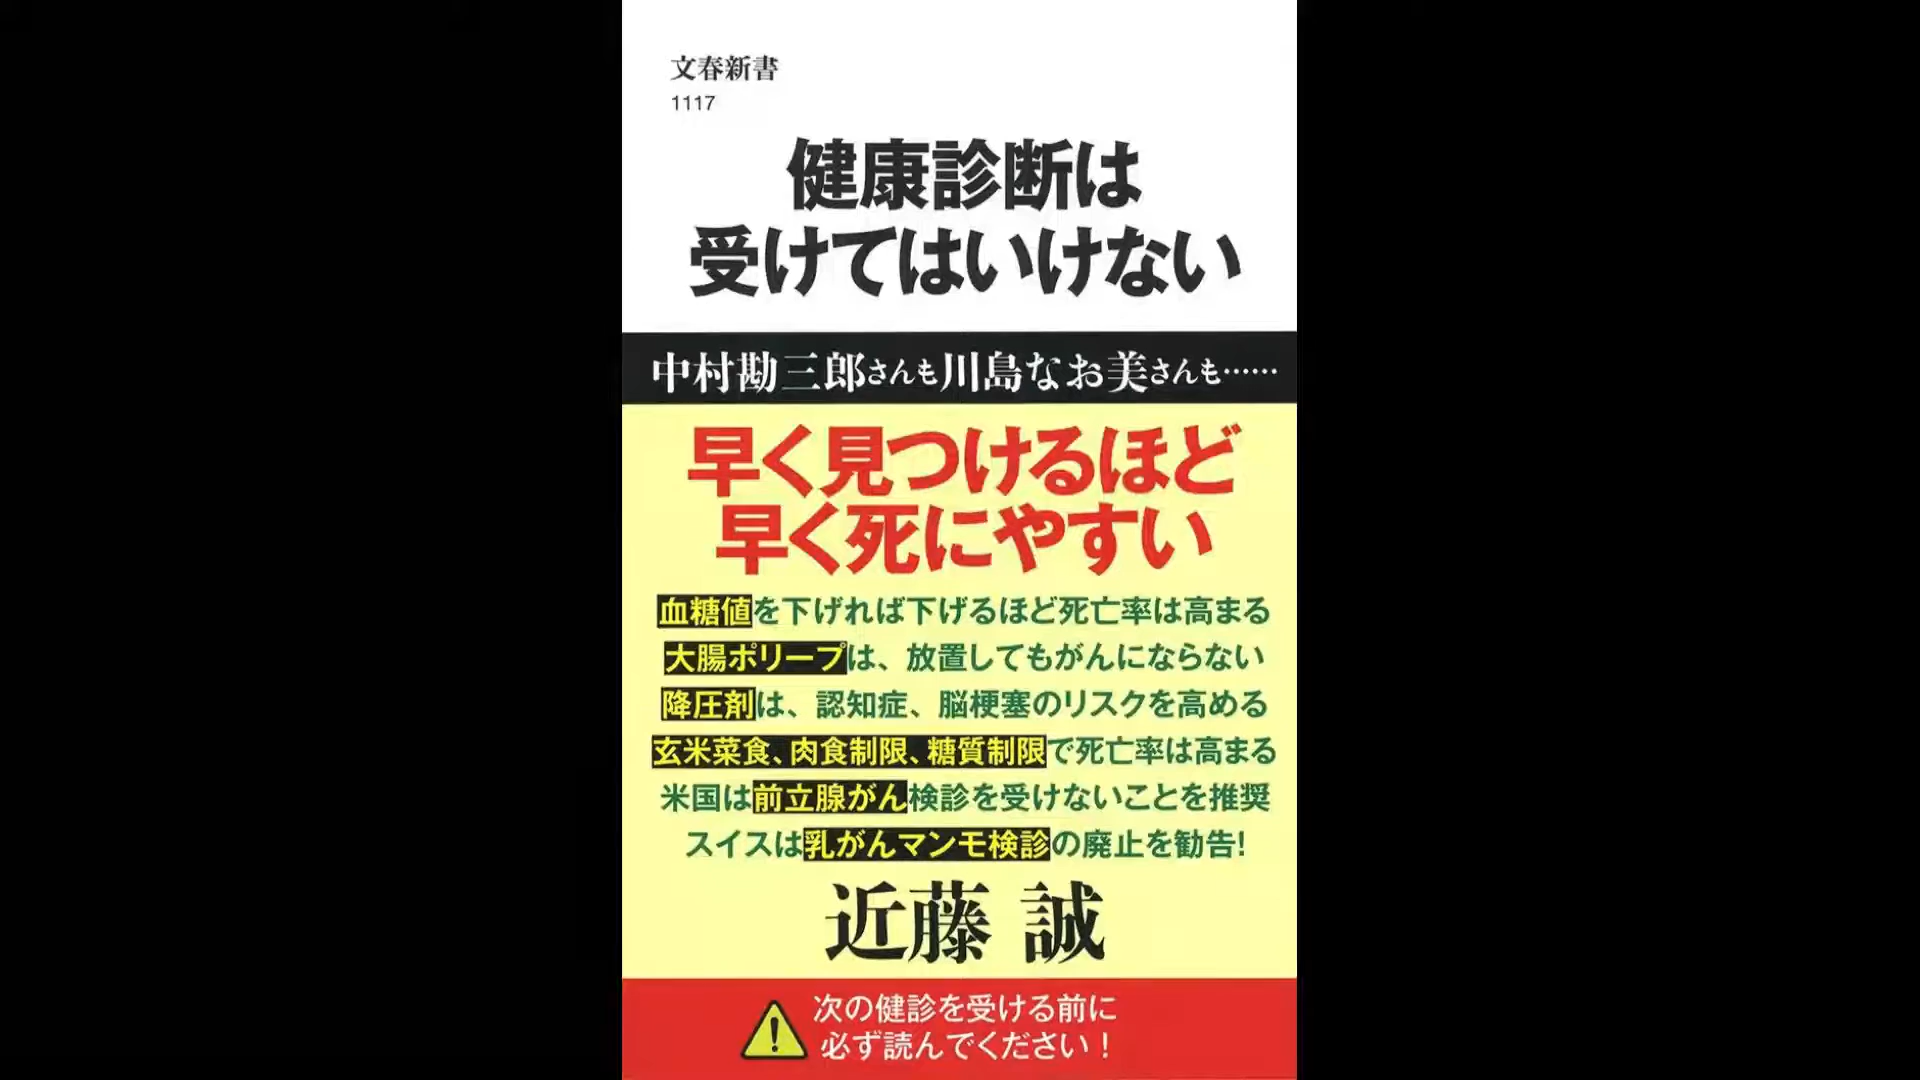 文春新書
1117
健康診断は
受けてはいけない
中村勘三郎さんも川島なお美さんも……
早く見つけるほど
早く死にやすい
血糖値を下げれば下げるほど死亡率は高まる
大腸ポリープは、放置してもがんにならない
降圧剤は、認知症、脳梗塞のリスクを高める
玄米菜食、肉食制限、糖質制限で死亡率は高まる
米国は前立腺がん検診を受けないことを推奨
スイスは乳がんマンモ検診の廃止を勧告!
近藤 誠
次の健診を受ける前に
必ず読んでください！